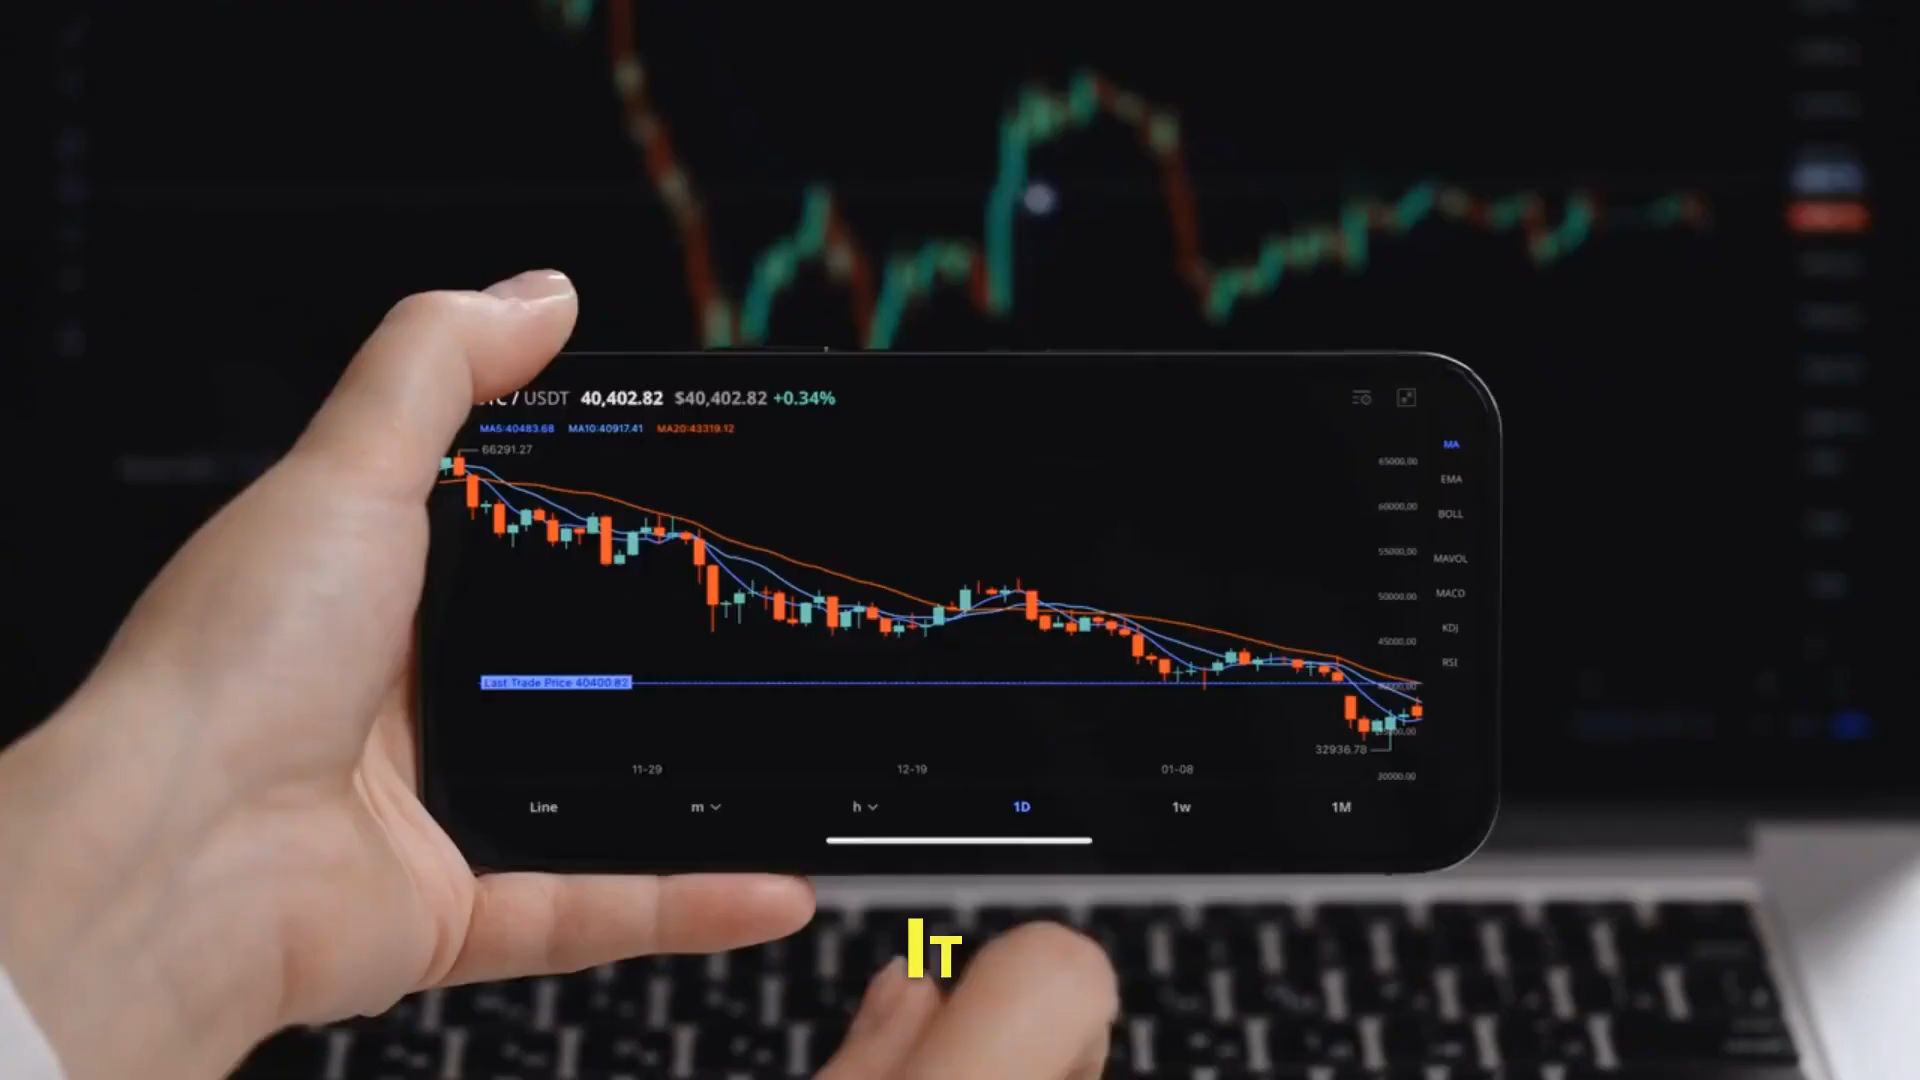 / USDT 40,402.82 $40,402.82 +0.34%
MA5:40483.68 MA10:40917.41 MA20:43319.12
66291.27
MA
65000.00
EMA
60000.00
BOLL
55000.00
MAVOL
50000.00
MACD
KDJ
45000.00
RSI
Last Trade Price 40400.82
40000.00
32936.78
30000.00
11-29 12-19 01-08
Line m h 1D 1w 1M
IT